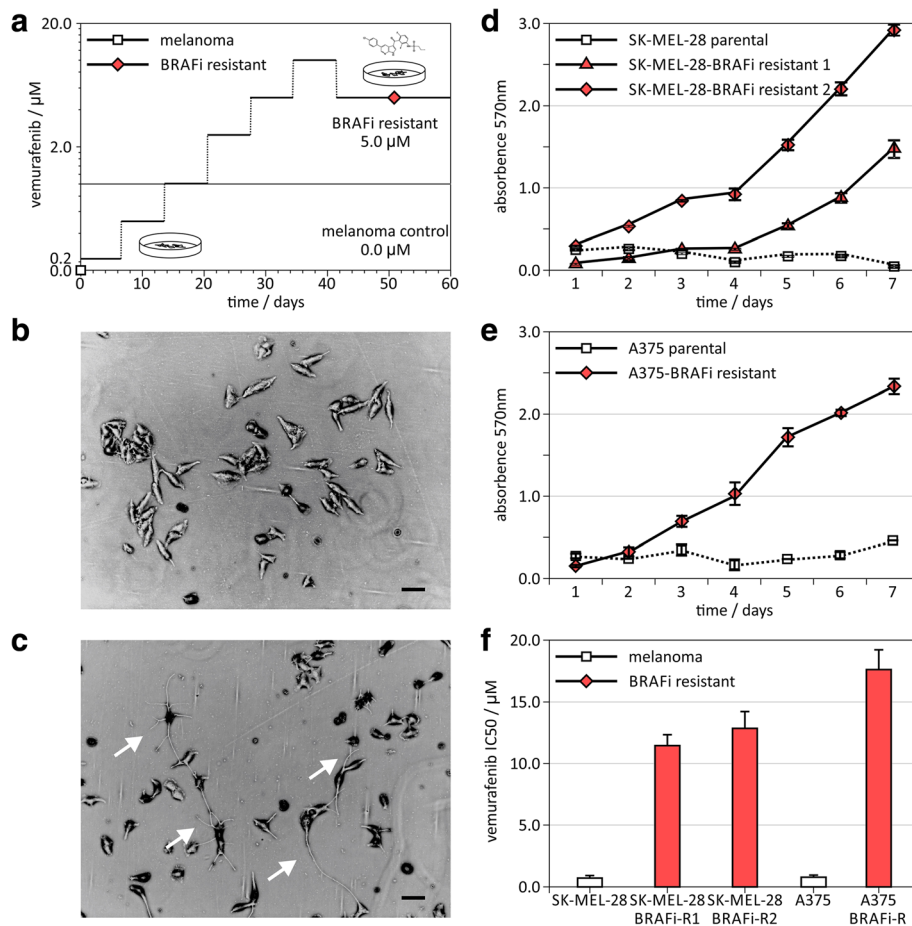 a
20.0
melanoma
BRAFi resistant
vemurafenib / µM
2.0
BRAFi resistant
5.0 µM
melanoma control
0.0 µM
0.2
0.0
0 10 20 30 40 50 60
time / days
b
c
d
3.0
SK-MEL-28 parental
SK-MEL-28-BRAFi resistant 1
SK-MEL-28-BRAFi resistant 2
absorbence 570nm
2.0
1.0
0.0
1 2 3 4 5 6 7
time / days
e
3.0
A375 parental
A375-BRAFi resistant
absorbence 570nm
2.0
1.0
0.0
1 2 3 4 5 6 7
time / days
f
20.0
melanoma
BRAFi resistant
vemurafenib IC50 / µM
15.0
10.0
5.0
0.0
SK-MEL-28 SK-MEL-28 SK-MEL-28 A375 A375
BRAFi-R1 BRAFi-R2 BRAFi-R